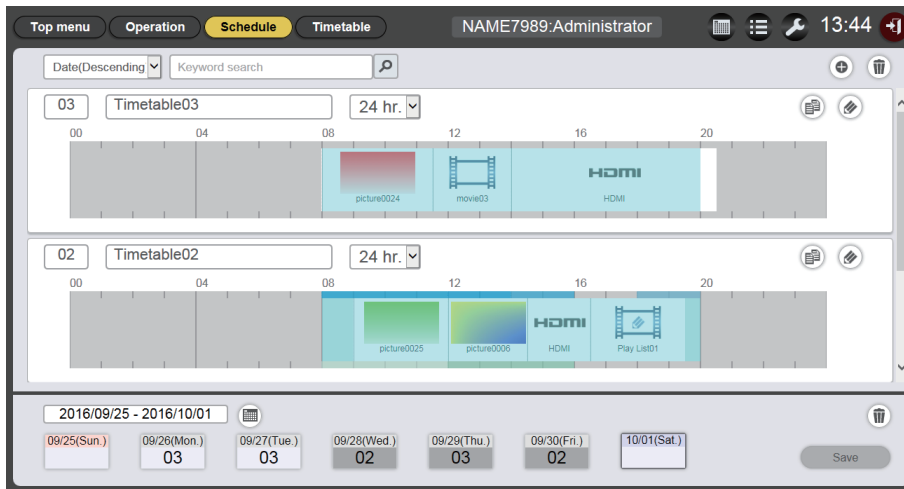 Top menu Operation Schedule Timetable NAME7989:Administrator 13:44
Date(Descending Keyword search
03 Timetable03 24 hr.
00 04 08 12 16 20
HDMI
picture0024 movie03 HDMI
02 Timetable02 24 hr.
00 04 08 12 16 20
HDMI
picture0025 picture0006 HDMI Play List01
2016/09/25 - 2016/10/01
09/25(Sun.) 09/26(Mon.) 09/27(Tue.) 09/28(Wed.) 09/29(Thu.) 09/30(Fri.) 10/01(Sat.)
03 03 02 03 02
Save